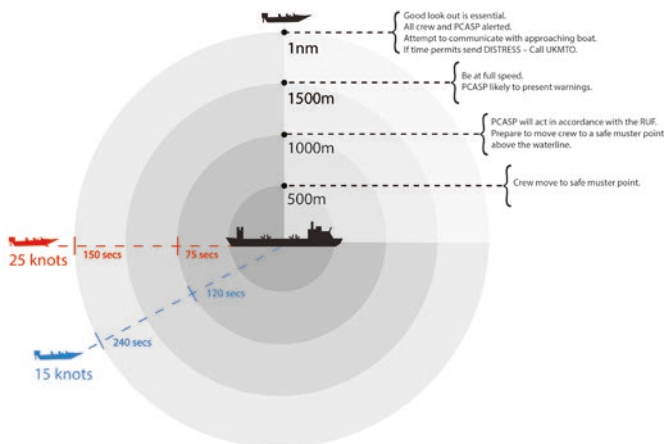 Good look out is essential.
All crew and PCASP alerted.
Attempt to communicate with approaching boat.
If time permits send DISTRESS – Call UKMTO.
1nm
Be at full speed.
PCASP likely to present warnings.
1500m
PCASP will act in accordance with the RUF.
Prepare to move crew to a safe muster point
above the waterline.
1000m
Crew move to safe muster point.
500m
25 knots
150 secs
75 secs
120 secs
240 secs
15 knots